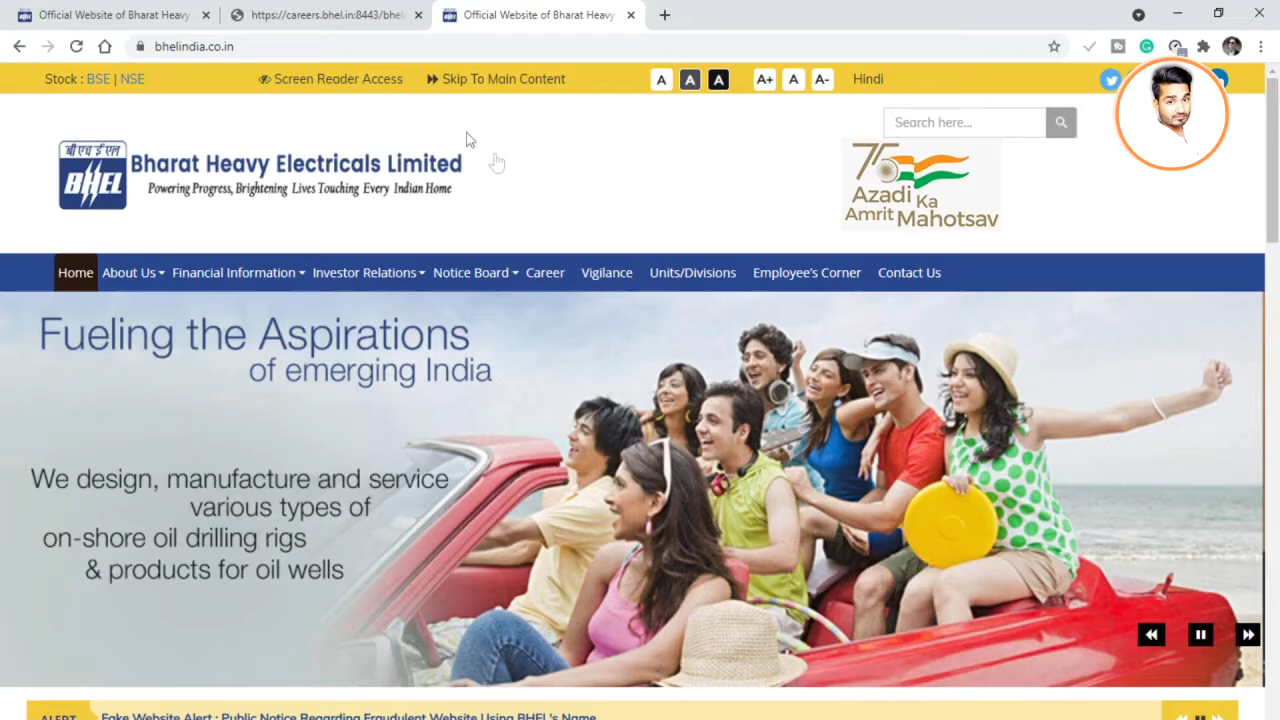 Official Website of Bharat Heavy
https://careers.bhel.in:8443/bhel
Official Website of Bharat Heavy
bhelindia.co.in
Stock : BSE | NSE
Screen Reader Access
Skip To Main Content
A A A
A+ A A-
Hindi
Search here...
बी एच ई एल
BHEL
Bharat Heavy Electricals Limited
Powering Progress, Brightening Lives Touching Every Indian Home
75
Azadi Ka
Amrit Mahotsav
Home About Us Financial Information Investor Relations Notice Board Career Vigilance Units/Divisions Employee's Corner Contact Us
Fueling the Aspirations
of emerging India
We design, manufacture and service
various types of
on-shore oil drilling rigs
& products for oil wells
ALERT
Fake Website Alert : Public Notice Regarding Fraudulent Website Using BHEL's Name